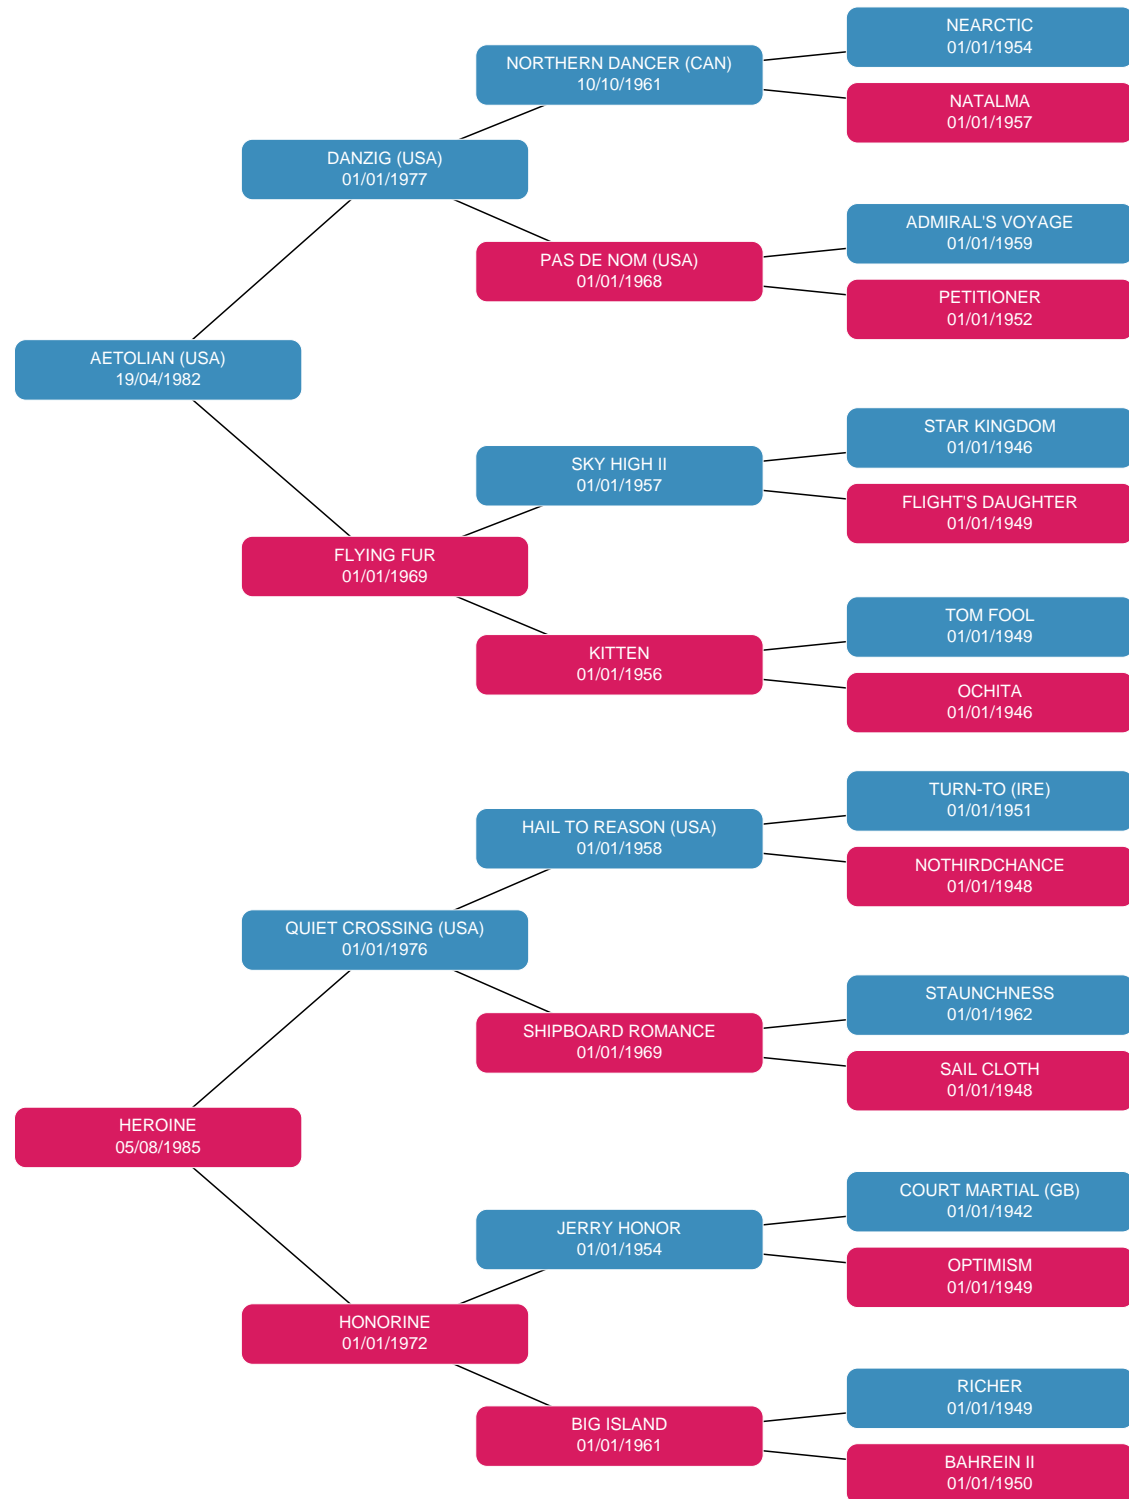 NEARCTIC
01/01/1954
NORTHERN DANCER (CAN)
10/10/1961
NATALMA
01/01/1957
DANZIG (USA)
01/01/1977
ADMIRAL'S VOYAGE
01/01/1959
PAS DE NOM (USA)
01/01/1968
PETITIONER
01/01/1952
AETOLIAN (USA)
19/04/1982
STAR KINGDOM
01/01/1946
SKY HIGH II
01/01/1957
FLIGHT'S DAUGHTER
01/01/1949
FLYING FUR
01/01/1969
TOM FOOL
01/01/1949
KITTEN
01/01/1956
OCHITA
01/01/1946
TURN-TO (IRE)
01/01/1951
HAIL TO REASON (USA)
01/01/1958
NOTHIRDCHANCE
01/01/1948
QUIET CROSSING (USA)
01/01/1976
STAUNCHNESS
01/01/1962
SHIPBOARD ROMANCE
01/01/1969
SAIL CLOTH
01/01/1948
HEROINE
05/08/1985
COURT MARTIAL (GB)
01/01/1942
JERRY HONOR
01/01/1954
OPTIMISM
01/01/1949
HONORINE
01/01/1972
RICHER
01/01/1949
BIG ISLAND
01/01/1961
BAHREIN II
01/01/1950